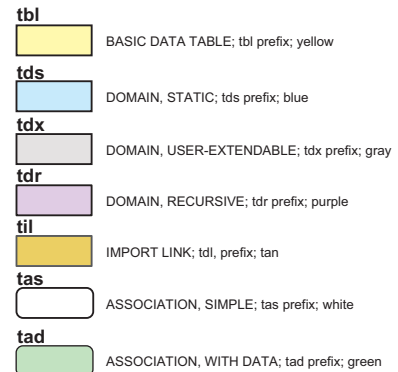 tbl
BASIC DATA TABLE; tbl prefix; yellow
tds
DOMAIN, STATIC; tds prefix; blue
tdx
DOMAIN, USER-EXTENDABLE; tdx prefix; gray
tdr
DOMAIN, RECURSIVE; tdr prefix; purple
til
IMPORT LINK; tdl, prefix; tan
tas
ASSOCIATION, SIMPLE; tas prefix; white
tad
ASSOCIATION, WITH DATA; tad prefix; green